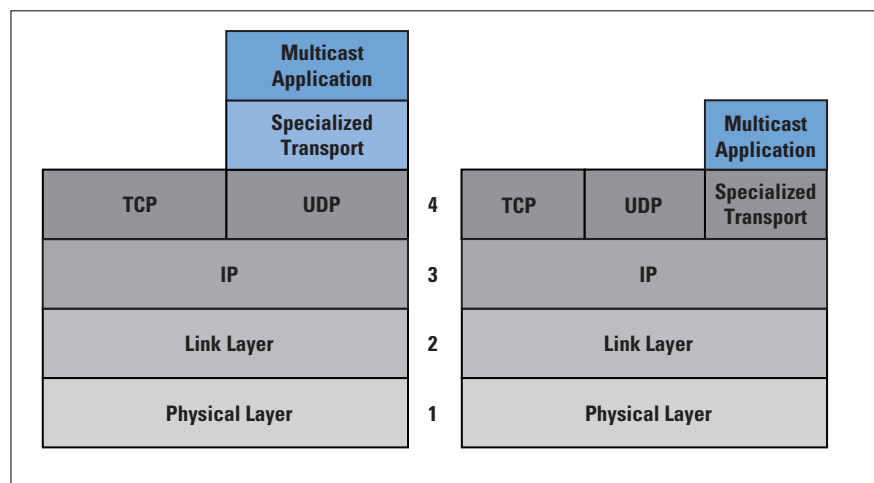 Multicast
Application
Specialized
Transport
TCP
UDP
IP
Link Layer
Physical Layer
4
3
2
1
Multicast
Application
TCP
UDP
Specialized
Transport
IP
Link Layer
Physical Layer